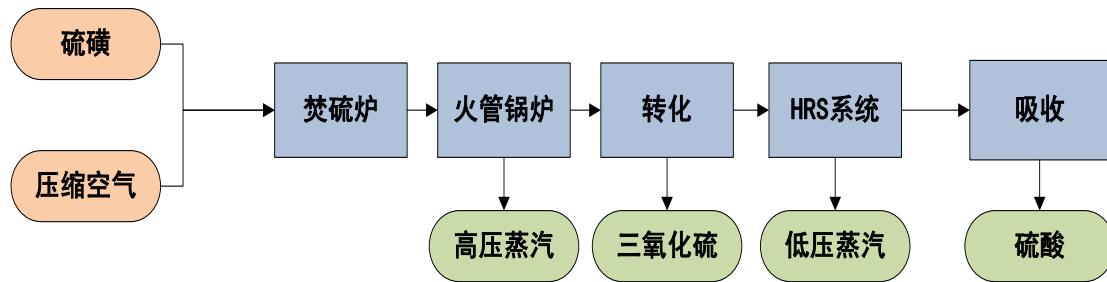 硫磺
压缩空气
焚硫炉
火管锅炉
转化
HRS系统
吸收
高压蒸汽
三氧化硫
低压蒸汽
硫酸